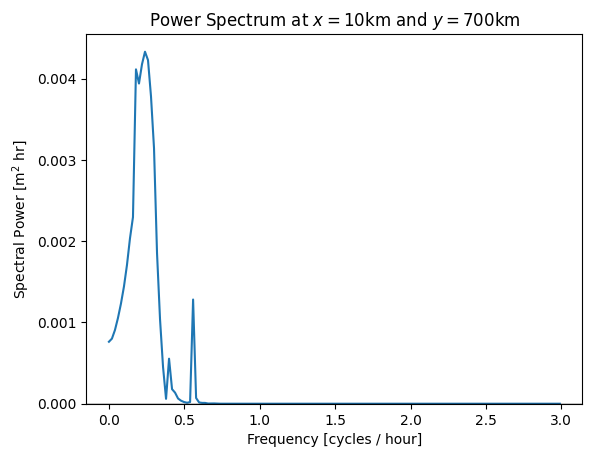 Power Spectrum at x = 10km and y = 700km
Spectral Power [m² hr]
0.004
0.003
0.002
0.001
0.000
0.0 0.5 1.0 1.5 2.0 2.5 3.0
Frequency [cycles / hour]